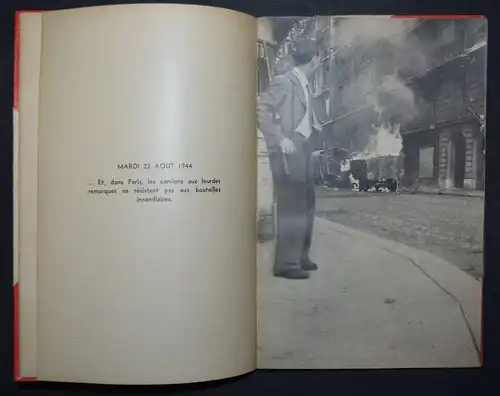 MARDI 22 AOUT 1944
... Et, dans Paris, les camions aux lourdes
remorques ne résistent pas aux bouteilles
incendiaires.